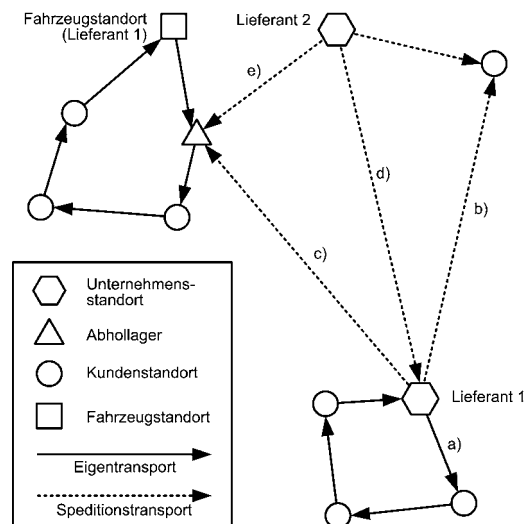 Fahrzeugstandort
(Lieferant 1)
Lieferant 2
e)
d)
b)
c)
Unternehmens-
standort
Abhollager
Kundenstandort
Fahrzeugstandort
Eigentransport
Speditionstransport
Lieferant 1
a)